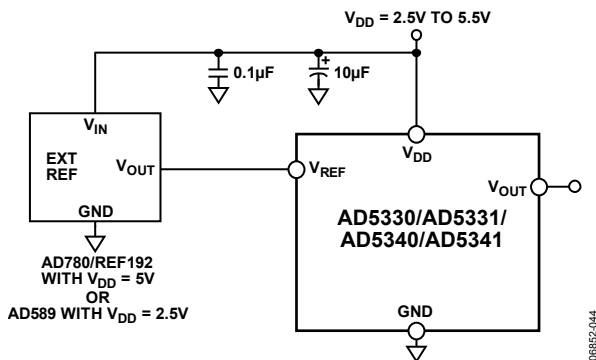 V_DD = 2.5V TO 5.5V
0.1µF
+
10µF
V_IN
EXT
REF
V_OUT
GND
AD780/REF192
WITH V_DD = 5V
OR
AD589 WITH V_DD = 2.5V
V_REF
V_DD
V_OUT
AD5330/AD5331/
AD5340/AD5341
GND
06852-044